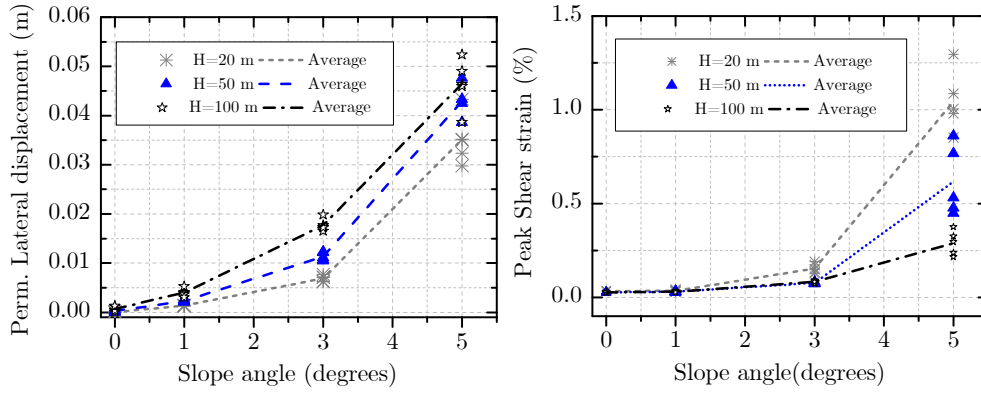 Perm. Lateral displacement (m)
0.06
0.05
0.04
0.03
0.02
0.01
0.00
H=20 m Average
H=50 m Average
H=100 m Average
0 1 2 3 4 5
Slope angle (degrees)
Peak Shear strain (%)
1.5
1.0
0.5
0.0
H=20 m Average
H=50 m Average
H=100 m Average
0 1 2 3 4 5
Slope angle(degrees)